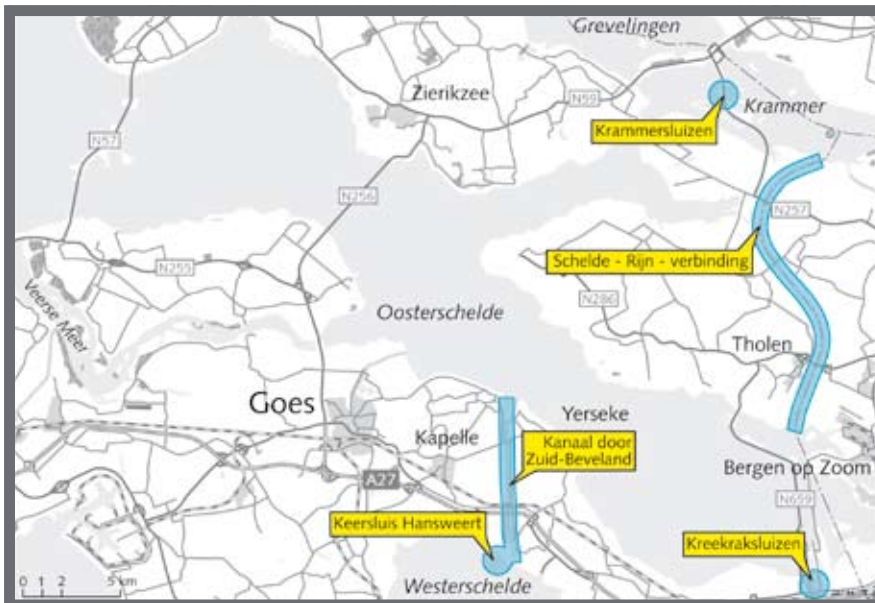 Grevelingen
Zierikzee
N59
Krammer
Krammersluizen
N57
N256
N257
N255
Schelde - Rijn - verbinding
Veerse Meer
N286
Oosterschelde
Tholen
Goes
Yerseke
Kapelle
Kanaal door
Zuid-Beveland
Bergen op Zoom
A27
N659
Keersluis Hansweert
Kreekraksluizen
Westerschelde
0 1 2 5 km